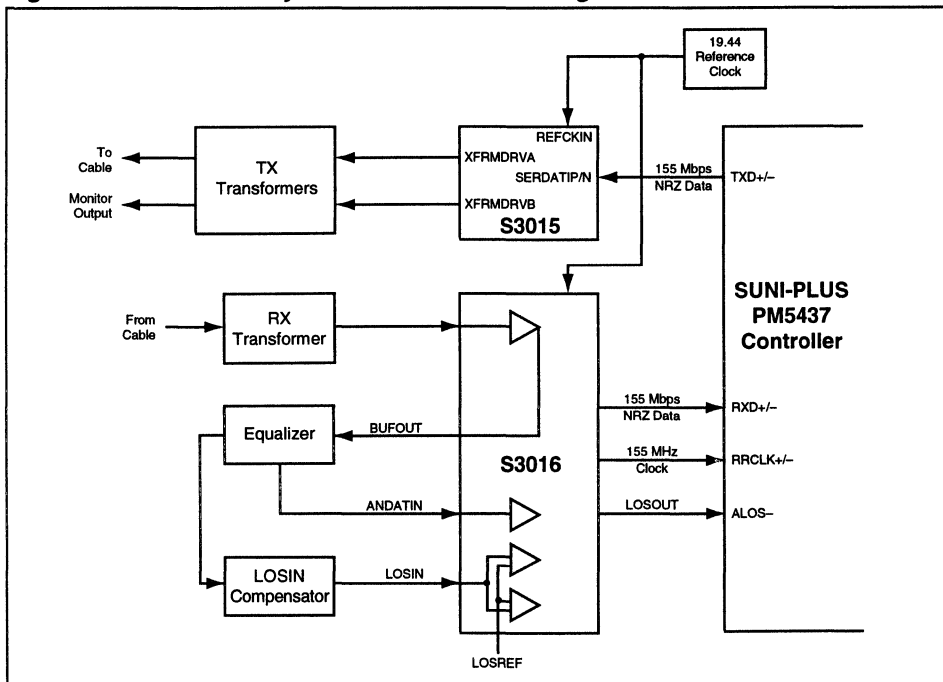 19.44
Reference
Clock
REFCKIN
To
Cable
Monitor
Output
TX
Transformers
XFRMDRVA
SERDATIP/N
XFRMDRVB
S3015
155 Mbps
NRZ Data
TXD+/–
SUNI-PLUS
PM5437
Controller
From
Cable
RX
Transformer
Equalizer
BUFOUT
S3016
155 Mbps
NRZ Data
RXD+/–
155 MHz
Clock
RRCLK+/–
ANDATIN
LOSOUT
ALOS–
LOSIN
Compensator
LOSIN
LOSREF